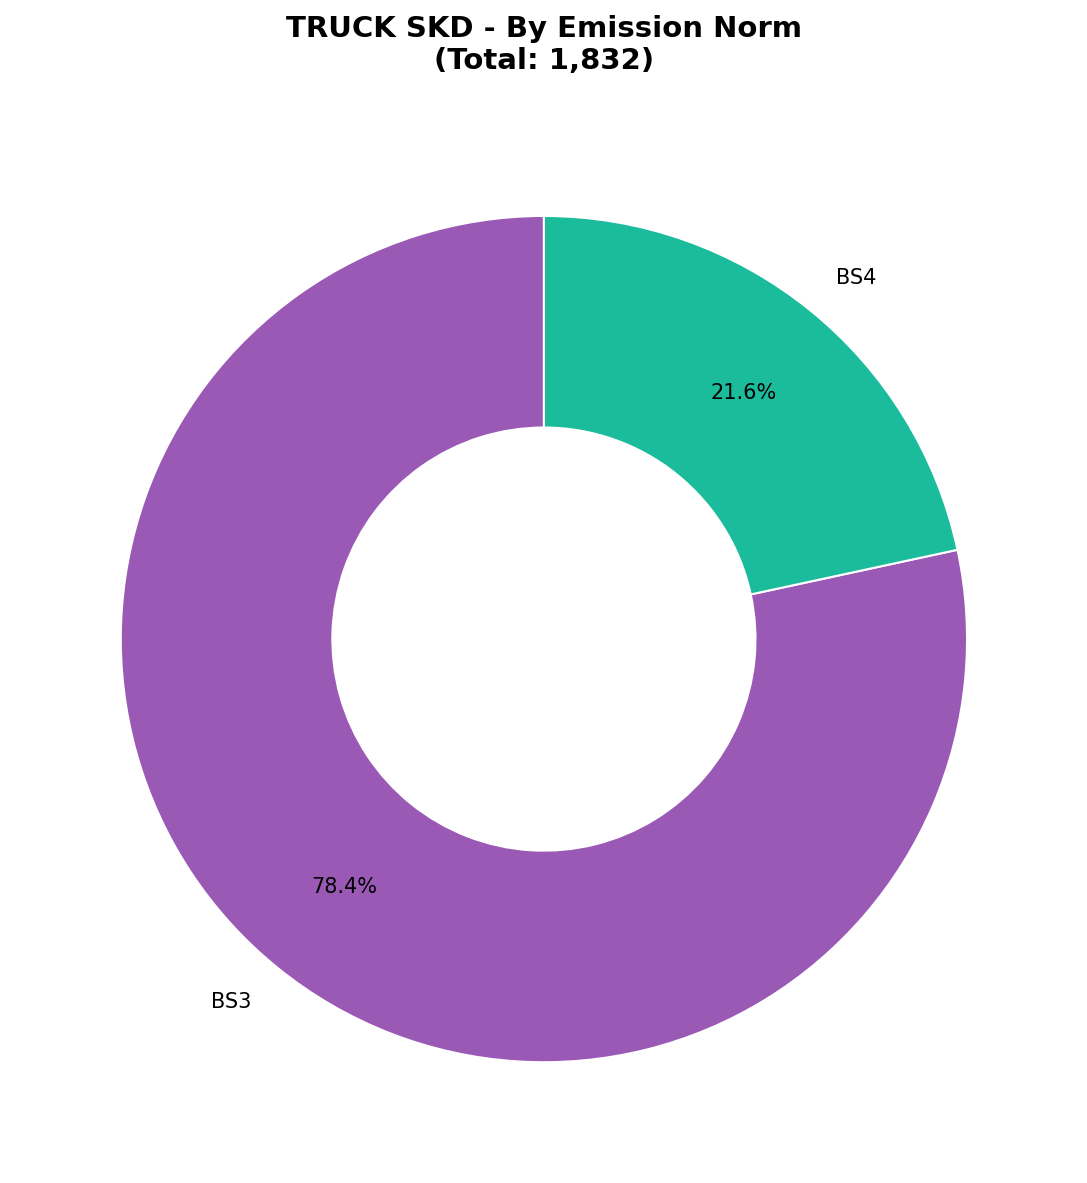 TRUCK SKD - By Emission Norm
(Total: 1,832)
BS4
21.6%
78.4%
BS3